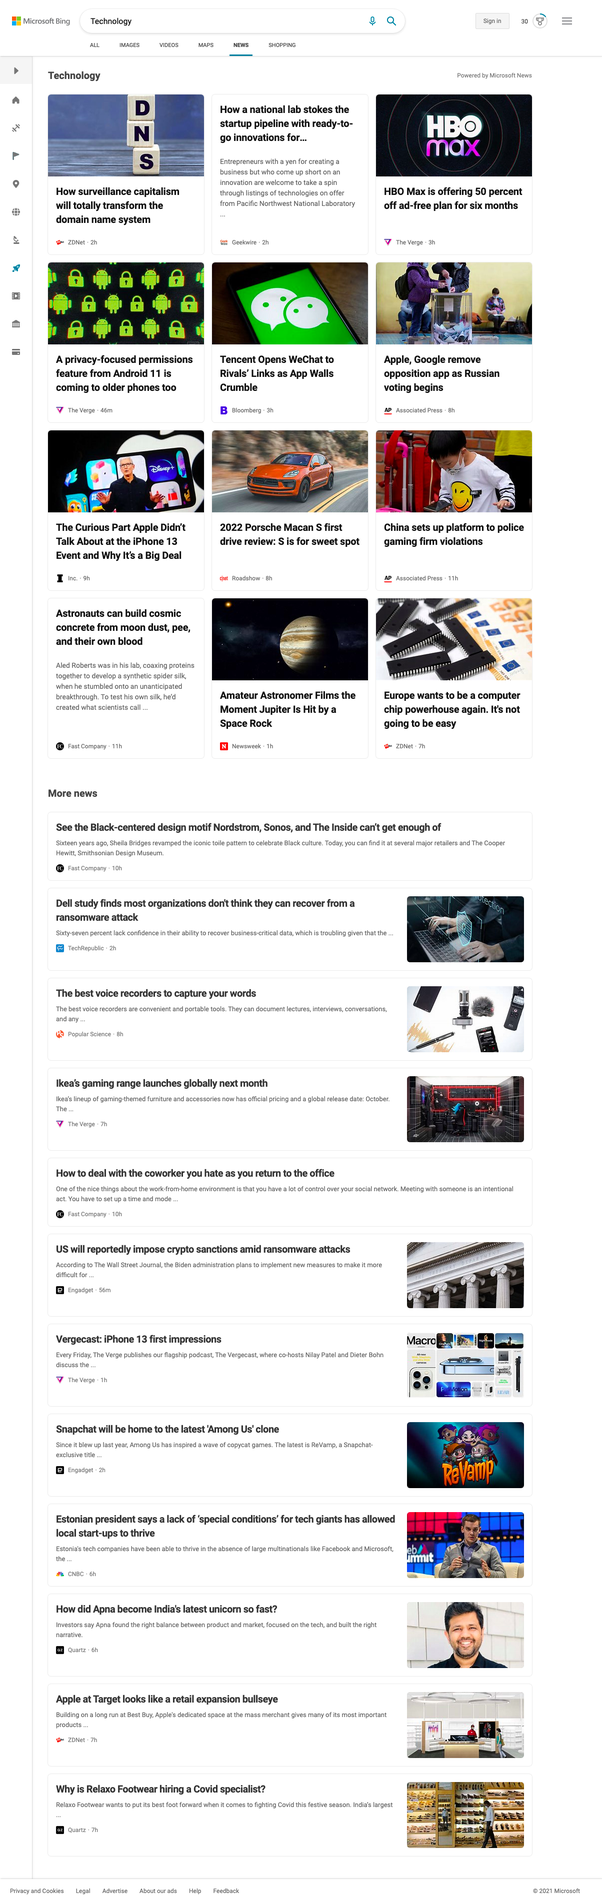 Microsoft Bing
Technology
Sign in
30
ALL IMAGES VIDEOS MAPS NEWS SHOPPING
Technology
Powered by Microsoft News
D
N
S
How surveillance capitalism
will totally transform the
domain name system
ZDNet · 2h
How a national lab stokes the
startup pipeline with ready-to-
go innovations for...
Entrepreneurs with a yen for creating a
business but who come up short on an
innovation are welcome to take a spin
through listings of technologies on offer
from Pacific Northwest National Laboratory
...
Geekwire · 2h
HBO
max
HBO Max is offering 50 percent
off ad-free plan for six months
The Verge · 3h
A privacy-focused permissions
feature from Android 11 is
coming to older phones too
The Verge · 46m
Tencent Opens WeChat to
Rivals' Links as App Walls
Crumble
B
Bloomberg · 3h
Apple, Google remove
opposition app as Russian
voting begins
AP
Associated Press · 8h
Disney+
The Curious Part Apple Didn't
Talk About at the iPhone 13
Event and Why It's a Big Deal
Inc. · 9h
2022 Porsche Macan S first
drive review: S is for sweet spot
Roadshow · 8h
China sets up platform to police
gaming firm violations
AP
Associated Press · 11h
Astronauts can build cosmic
concrete from moon dust, pee,
and their own blood
Aled Roberts was in his lab, coaxing proteins
together to develop a synthetic spider silk,
when he stumbled onto an unanticipated
breakthrough. To test his own silk, he'd
created what scientists call ...
Fast Company · 11h
Amateur Astronomer Films the
Moment Jupiter Is Hit by a
Space Rock
N
Newsweek · 1h
Europe wants to be a computer
chip powerhouse again. It's not
going to be easy
ZDNet · 7h
More news
See the Black-centered design motif Nordstrom, Sonos, and The Inside can't get enough of
Sixteen years ago, Sheila Bridges revamped the iconic toile pattern to celebrate Black culture. Today, you can find it at several major retailers and The Cooper
Hewitt, Smithsonian Design Museum.
Fast Company · 10h
Dell study finds most organizations don't think they can recover from a
ransomware attack
Sixty-seven percent lack confidence in their ability to recover business-critical data, which is troubling given that the ...
TechRepublic · 2h
The best voice recorders to capture your words
The best voice recorders are convenient and portable tools. They can document lectures, interviews, conversations,
and any ...
Popular Science · 8h
Ikea's gaming range launches globally next month
Ikea's lineup of gaming-themed furniture and accessories now has official pricing and a global release date: October.
The ...
The Verge · 7h
How to deal with the coworker you hate as you return to the office
One of the nice things about the work-from-home environment is that you have a lot of control over your social network. Meeting with someone is an intentional
act. You have to set up a time and mode ...
Fast Company · 10h
US will reportedly impose crypto sanctions amid ransomware attacks
According to The Wall Street Journal, the Biden administration plans to implement new measures to make it more
difficult for ...
Engadget · 56m
Vergecast: iPhone 13 first impressions
Every Friday, The Verge publishes our flagship podcast, The Vergecast, where co-hosts Nilay Patel and Dieter Bohn
discuss the ...
The Verge · 1h
Macro
Snapchat will be home to the latest 'Among Us' clone
Since it blew up last year, Among Us has inspired a wave of copycat games. The latest is ReVamp, a Snapchat-
exclusive title ...
Engadget · 2h
ReVamp
Estonian president says a lack of 'special conditions' for tech giants has allowed
local start-ups to thrive
Estonia's tech companies have been able to thrive in the absence of large multinationals like Facebook and Microsoft,
the ...
CNBC · 6h
eb
ummit
How did Apna become India's latest unicorn so fast?
Investors say Apna found the right balance between product and market, focused on the tech, and built the right
narrative.
Quartz · 6h
Apple at Target looks like a retail expansion bullseye
Building on a long run at Best Buy, Apple's dedicated space at the mass merchant gives many of its most important
products ...
ZDNet · 7h
Why is Relaxo Footwear hiring a Covid specialist?
Relaxo Footwear wants to put its best foot forward when it comes to fighting Covid this festive season. India's largest
...
Quartz · 7h
Privacy and Cookies Legal Advertise About our ads Help Feedback
© 2021 Microsoft